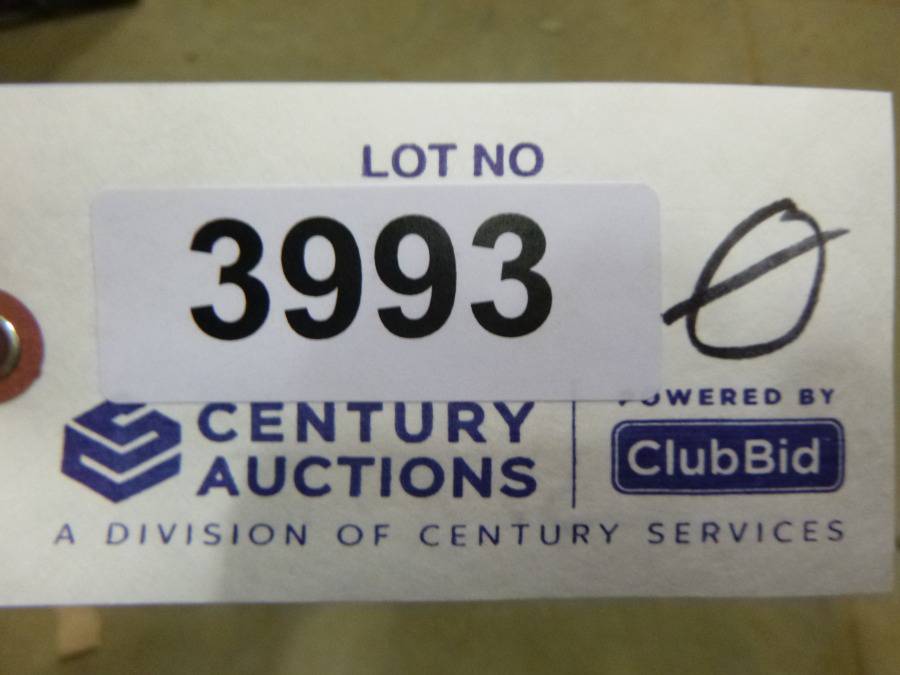 LOT NO
3993 Ø
CENTURY
AUCTIONS
POWERED BY
ClubBid
A DIVISION OF CENTURY SERVICES